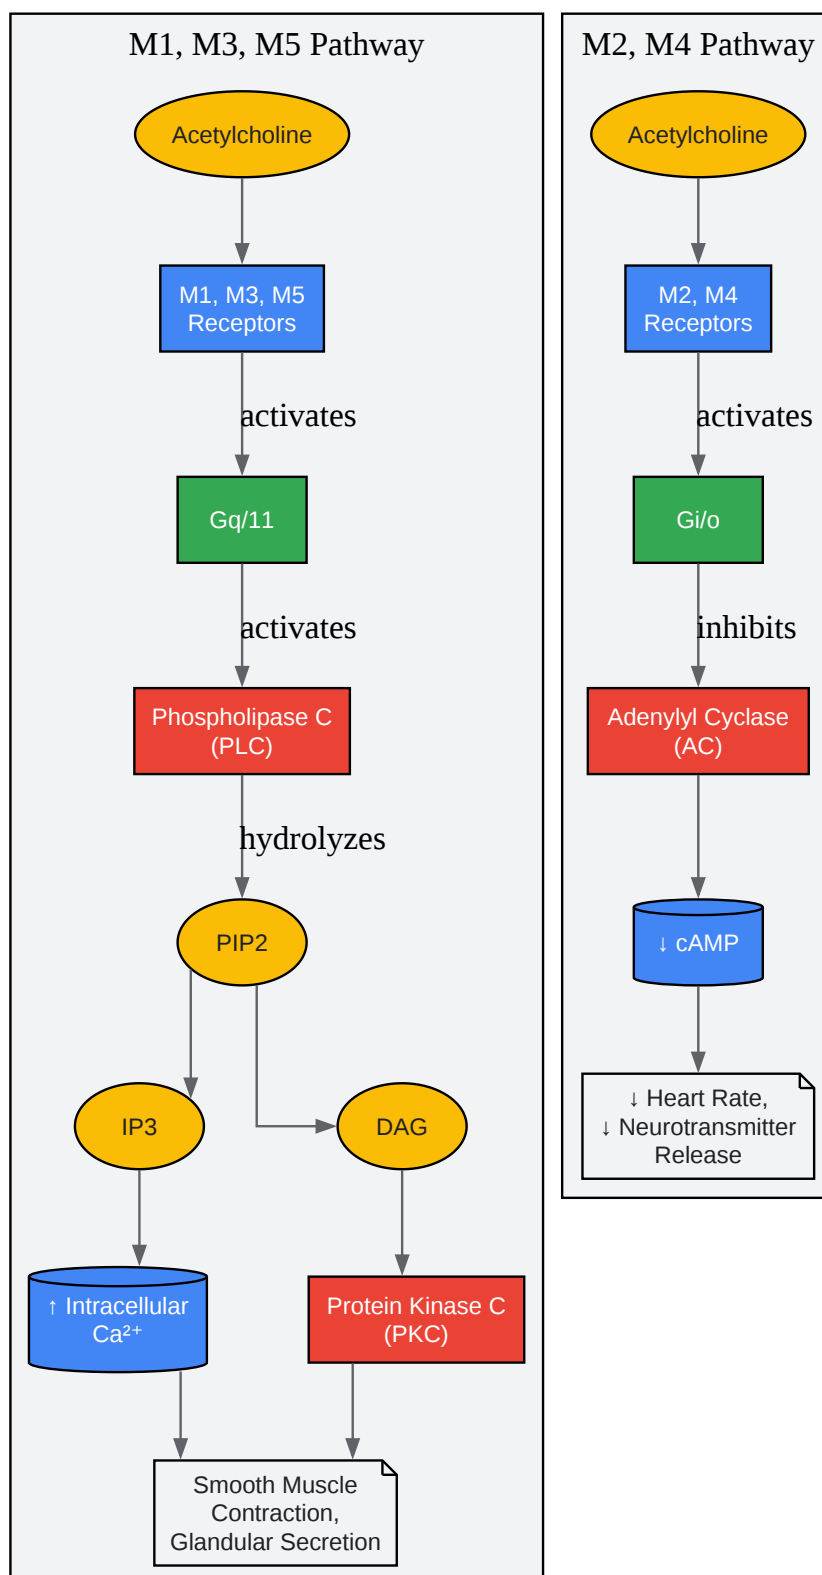 M1, M3, M5 Pathway
Acetylcholine
M1, M3, M5
Receptors
activates
Gq/11
activates
Phospholipase C
(PLC)
hydrolyzes
PIP2
IP3
DAG
↑ Intracellular
Ca²⁺
Protein Kinase C
(PKC)
Smooth Muscle
Contraction,
Glandular Secretion
M2, M4 Pathway
Acetylcholine
M2, M4
Receptors
activates
Gi/o
inhibits
Adenylyl Cyclase
(AC)
↓ cAMP
↓ Heart Rate,
↓ Neurotransmitter
Release